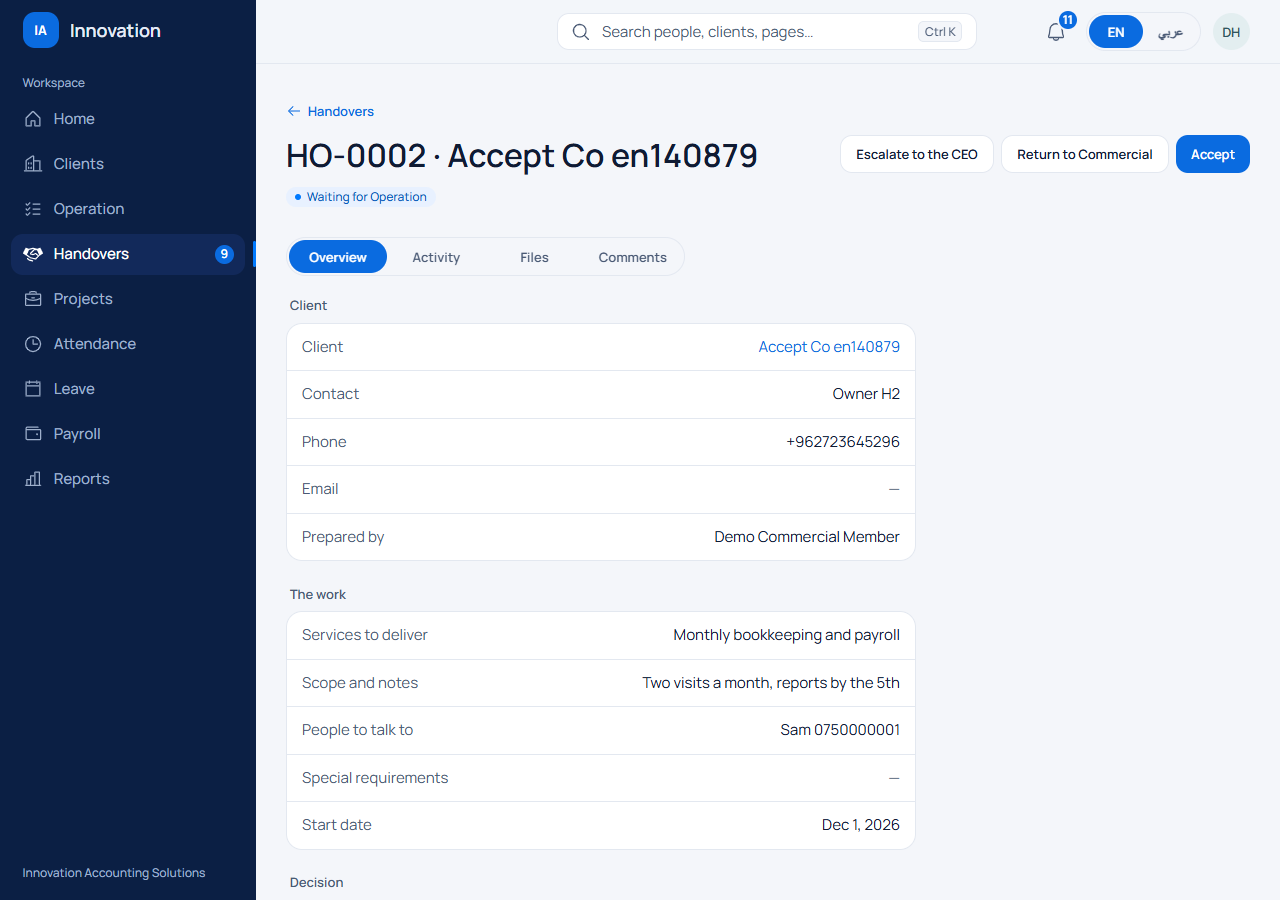 IA Innovation
Search people, clients, pages... Ctrl K
11
EN عربي DH
Workspace
Home
Clients
Operation
Handovers 9
Projects
Attendance
Leave
Payroll
Reports
Innovation Accounting Solutions
← Handovers
HO-0002 · Accept Co en140879
Escalate to the CEO Return to Commercial Accept
Waiting for Operation
Overview Activity Files Comments
Client
Client Accept Co en140879
Contact Owner H2
Phone +962723645296
Email —
Prepared by Demo Commercial Member
The work
Services to deliver Monthly bookkeeping and payroll
Scope and notes Two visits a month, reports by the 5th
People to talk to Sam 0750000001
Special requirements —
Start date Dec 1, 2026
Decision